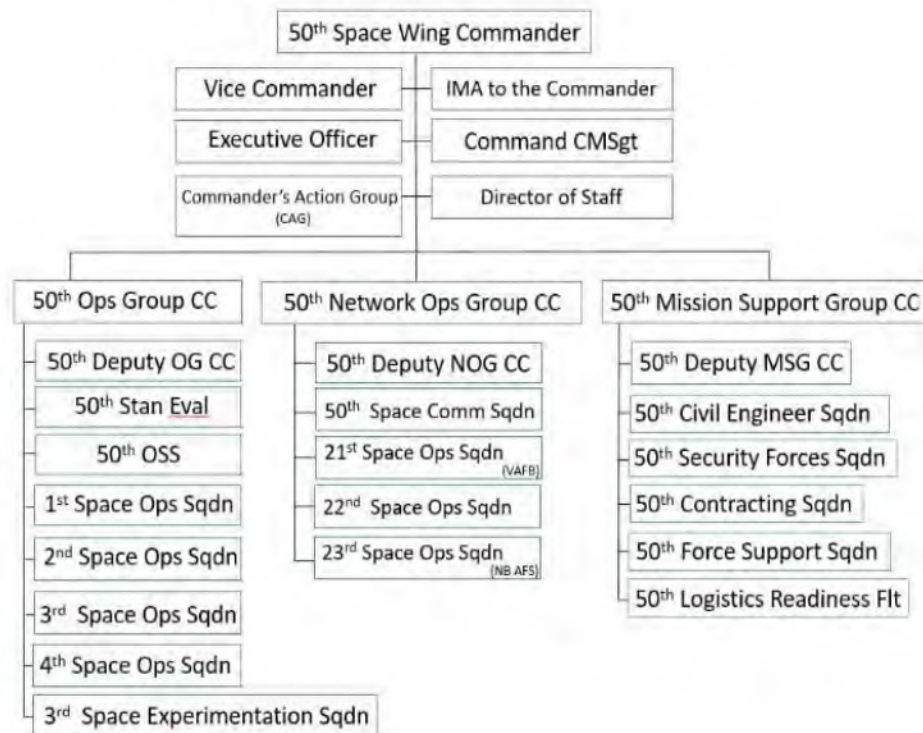 50th Space Wing Commander
Vice Commander
IMA to the Commander
Executive Officer
Command CMSgt
Commander's Action Group
(CAG)
Director of Staff
50th Ops Group CC
50th Deputy OG CC
50th Stan Eval
50th OSS
1st Space Ops Sqdn
2nd Space Ops Sqdn
3rd Space Ops Sqdn
4th Space Ops Sqdn
3rd Space Experimentation Sqdn
50th Network Ops Group CC
50th Deputy NOG CC
50th Space Comm Sqdn
21st Space Ops Sqdn
(VAFB)
22nd Space Ops Sqdn
23rd Space Ops Sqdn
(NB AFS)
50th Mission Support Group CC
50th Deputy MSG CC
50th Civil Engineer Sqdn
50th Security Forces Sqdn
50th Contracting Sqdn
50th Force Support Sqdn
50th Logistics Readiness Flt